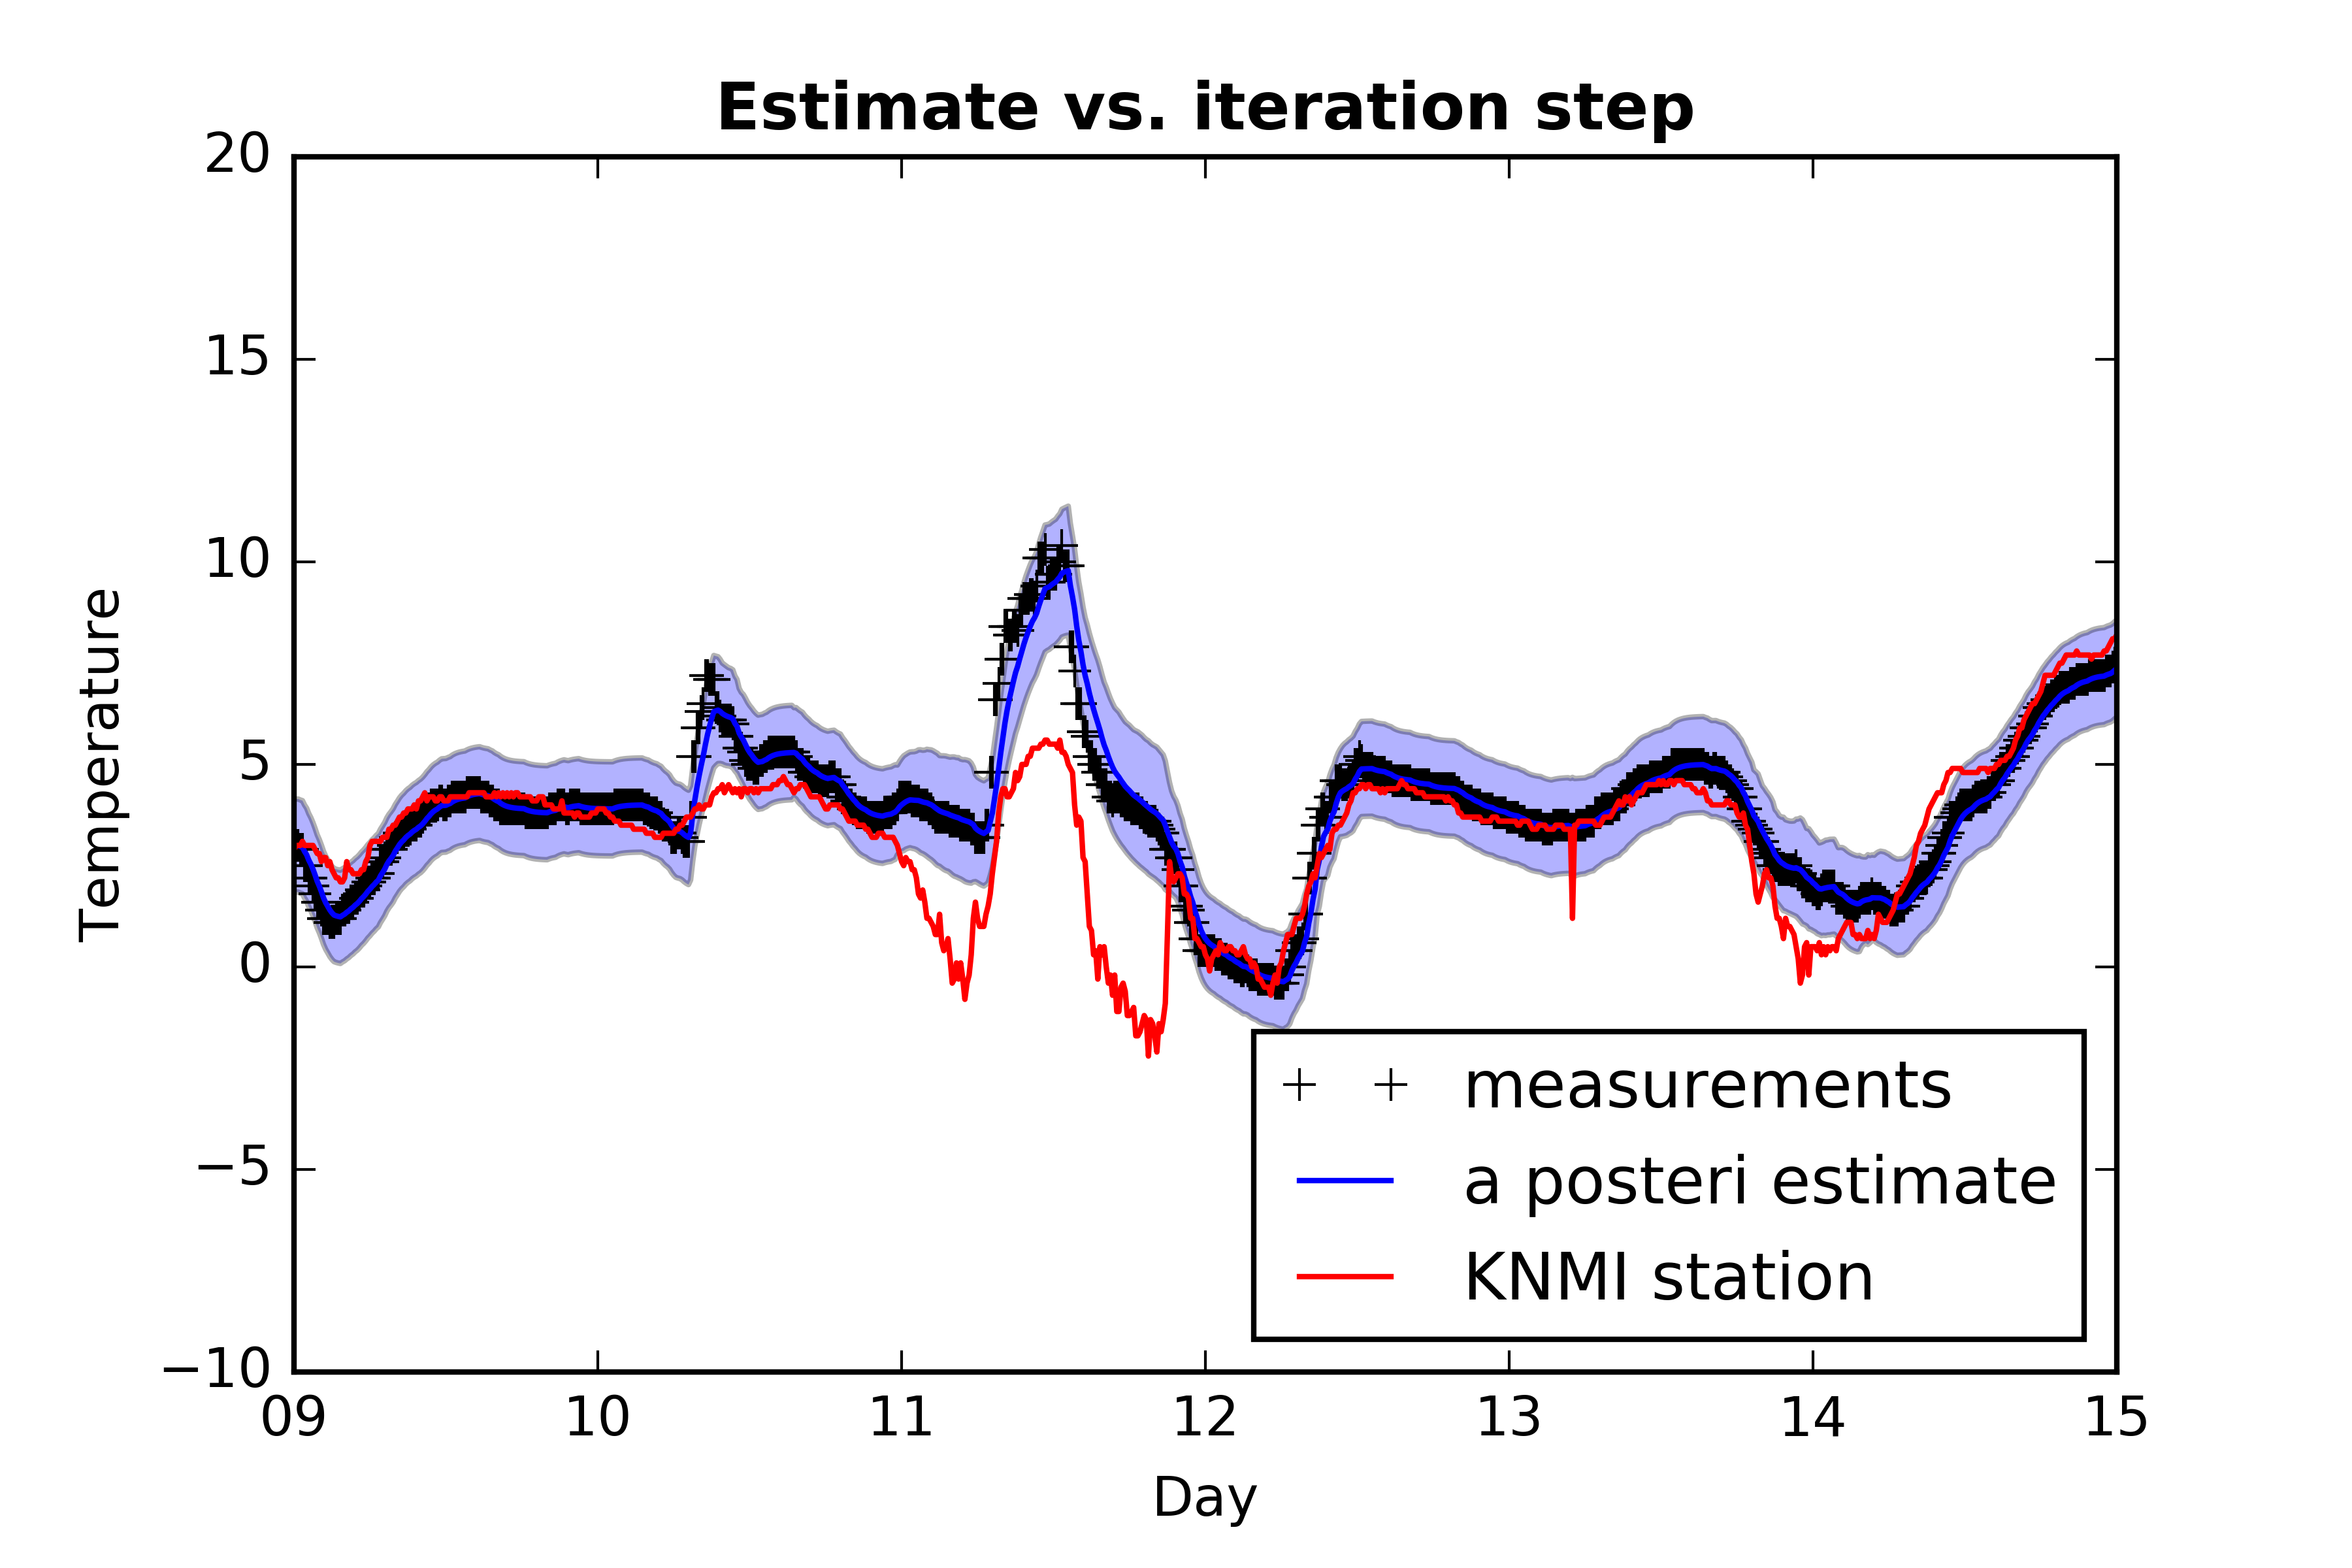 Estimate vs. iteration step
20
15
10
5
0
−5
−10
Temperature
measurements
a posteri estimate
KNMI station
09 10 11 12 13 14 15
Day